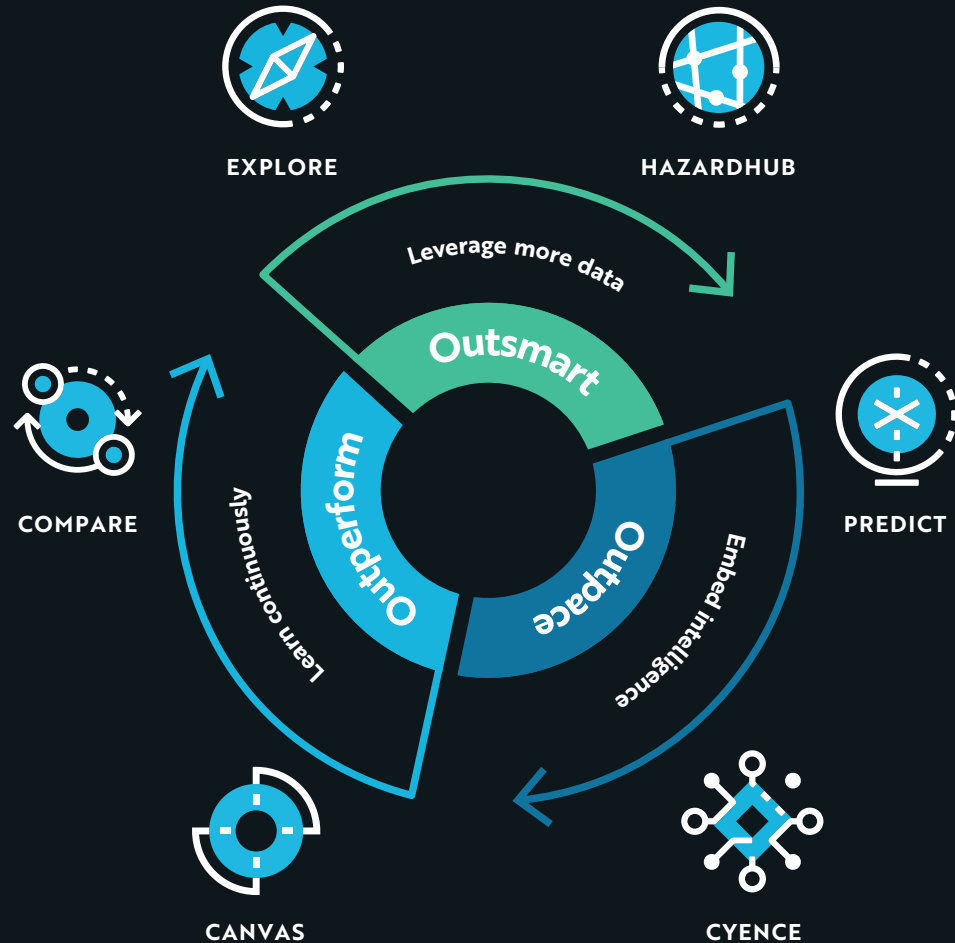 EXPLORE
HAZARDHUB
Leverage more data
Outsmart
COMPARE
Outperform
Learn continuously
Outpace
Embed intelligence
PREDICT
CANVAS
CYENCE